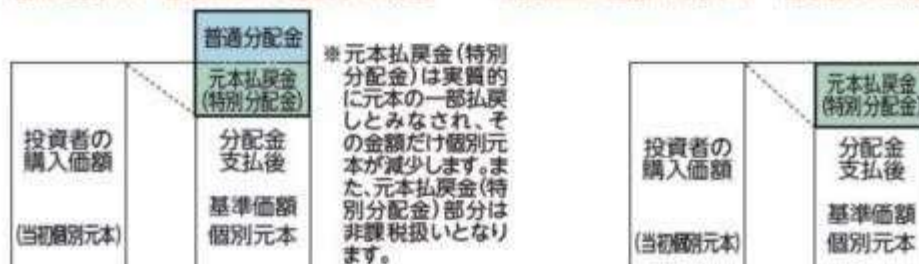 普通分配金
元本払戻金
(特別分配金)
投資者の
購入価額
(当初個別元本)
分配金
支払後
基準価額
個別元本
※元本払戻金(特別
分配金)は実質的
に元本の一部払戻
しとみなされ、そ
の金額だけ個別元
本が減少します。ま
た、元本払戻金(特
別分配金)部分は
非課税扱いとなり
ます。
投資者の
購入価額
(当初個別元本)
元本払戻金
(特別分配金
分配金
支払後
基準価額
個別元本